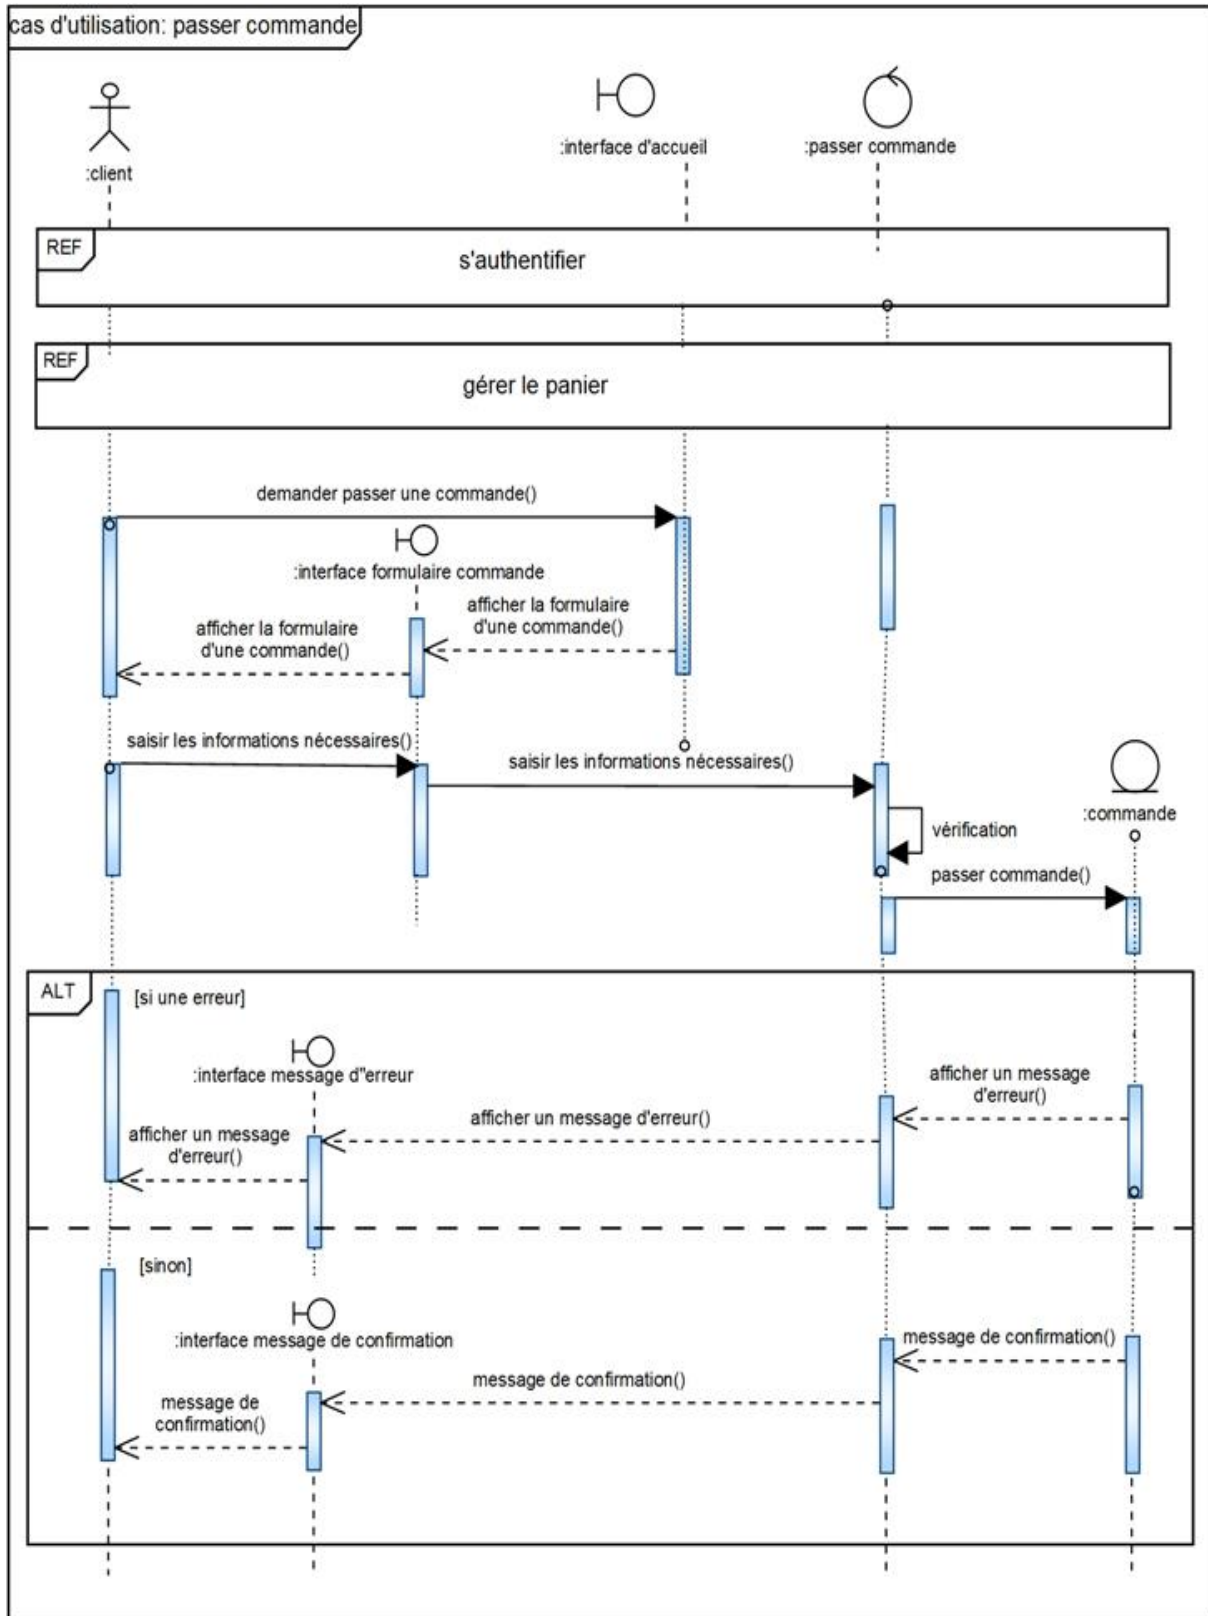 cas d'utilisation: passer commande
:client
:interface d'accueil
:passer commande
REF
s'authentifier
REF
gérer le panier
demander passer une commande()
:interface formulaire commande
afficher la formulaire
d'une commande()
afficher la formulaire
d'une commande()
saisir les informations nécessaires()
saisir les informations nécessaires()
:commande
vérification
passer commande()
ALT
[si une erreur]
:interface message d''erreur
afficher un message
d'erreur()
afficher un message d'erreur()
afficher un message
d'erreur()
[sinon]
:interface message de confirmation
message de confirmation()
message de confirmation()
message de
confirmation()